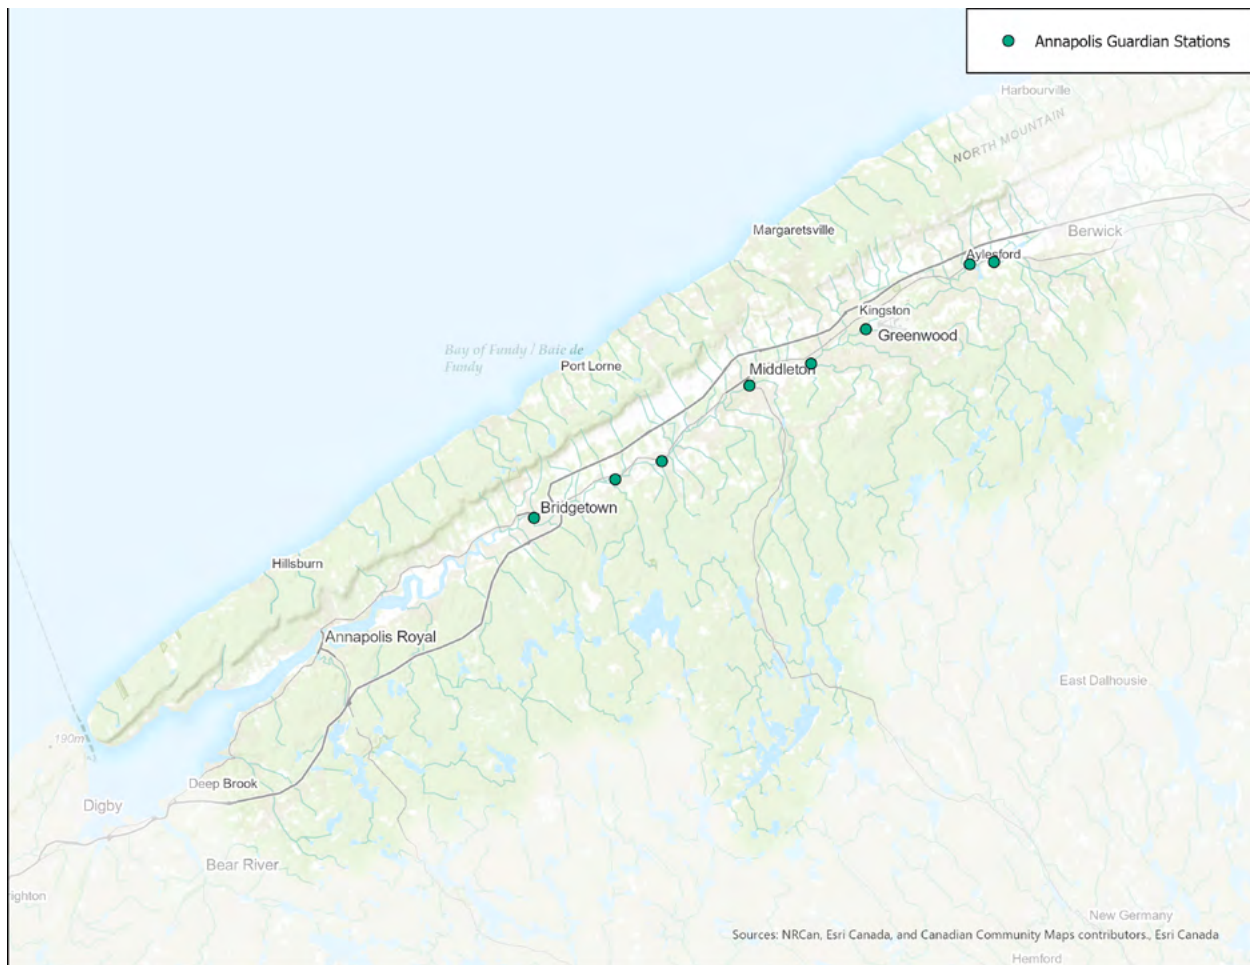 Annapolis Guardian Stations
Harbourville
NORTH MOUNTAIN
Margaretsville
Berwick
Aylesford
Kingston
Greenwood
Bay of Fundy / Baie de
Fundy
Port Lorne
Middleton
Bridgetown
Hillsburn
Annapolis Royal
East Dalhousie
190m
Deep Brook
Digby
Bear River
ighton
New Germany
Sources: NRCan, Esri Canada, and Canadian Community Maps contributors., Esri Canada
Hemford